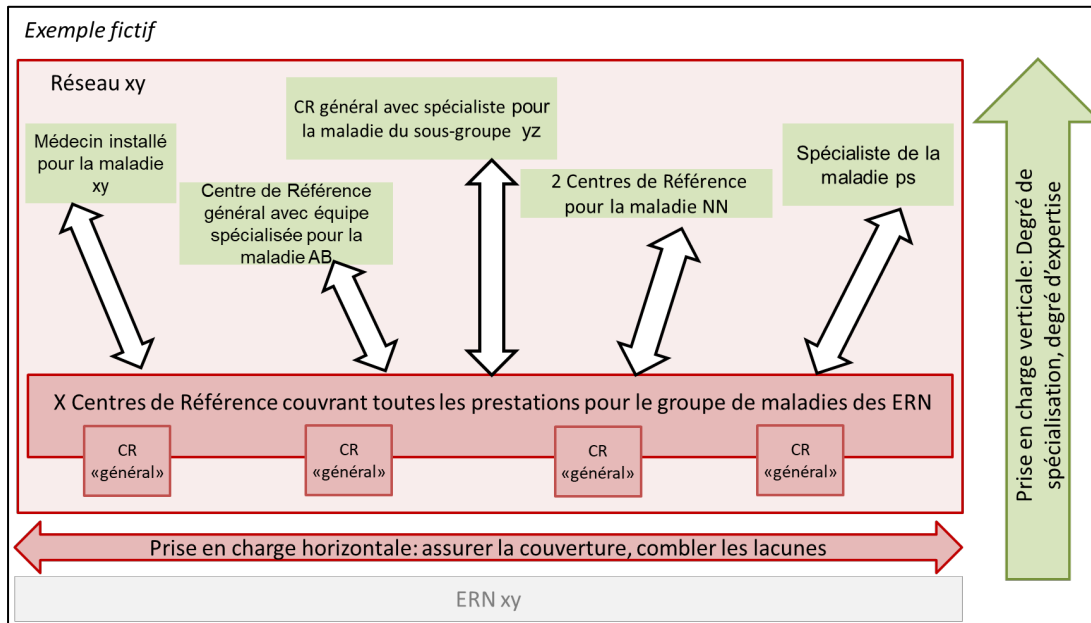 Exemple fictif
Réseau xy
Médecin installé
pour la maladie
xy
Centre de Référence
général avec équipe
spécialisée pour la
maladie AB
CR général avec spécialiste pour
la maladie du sous-groupe yz
2 Centres de Référence
pour la maladie NN
Spécialiste de la
maladie ps
X Centres de Référence couvrant toutes les prestations pour le groupe de maladies des ERN
CR
«général»
CR
«général»
CR
«général»
CR
«général»
Prise en charge horizontale: assurer la couverture, combler les lacunes
ERN xy
Prise en charge verticale: Degré de
spécialisation, degré d'expertise